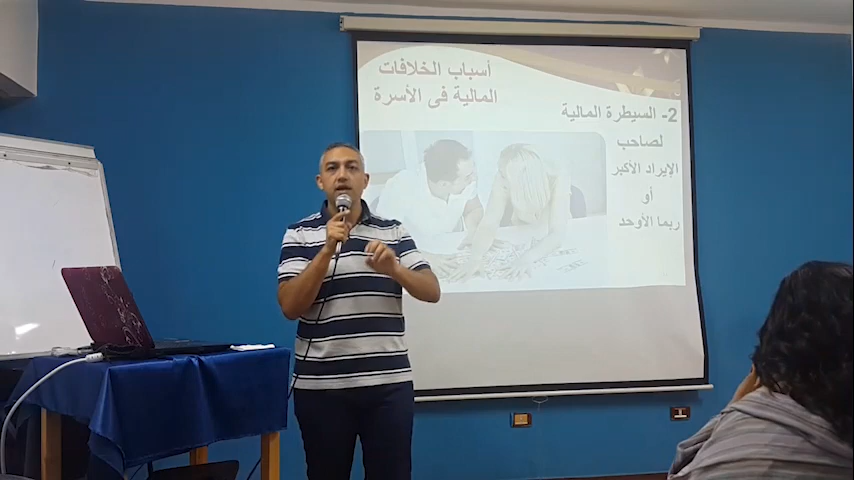 أسباب الخلافات
المالية فى الأسرة
2- السيطرة المالية
لصاحب
الإيراد الأكبر
أو
ربما الأوحد